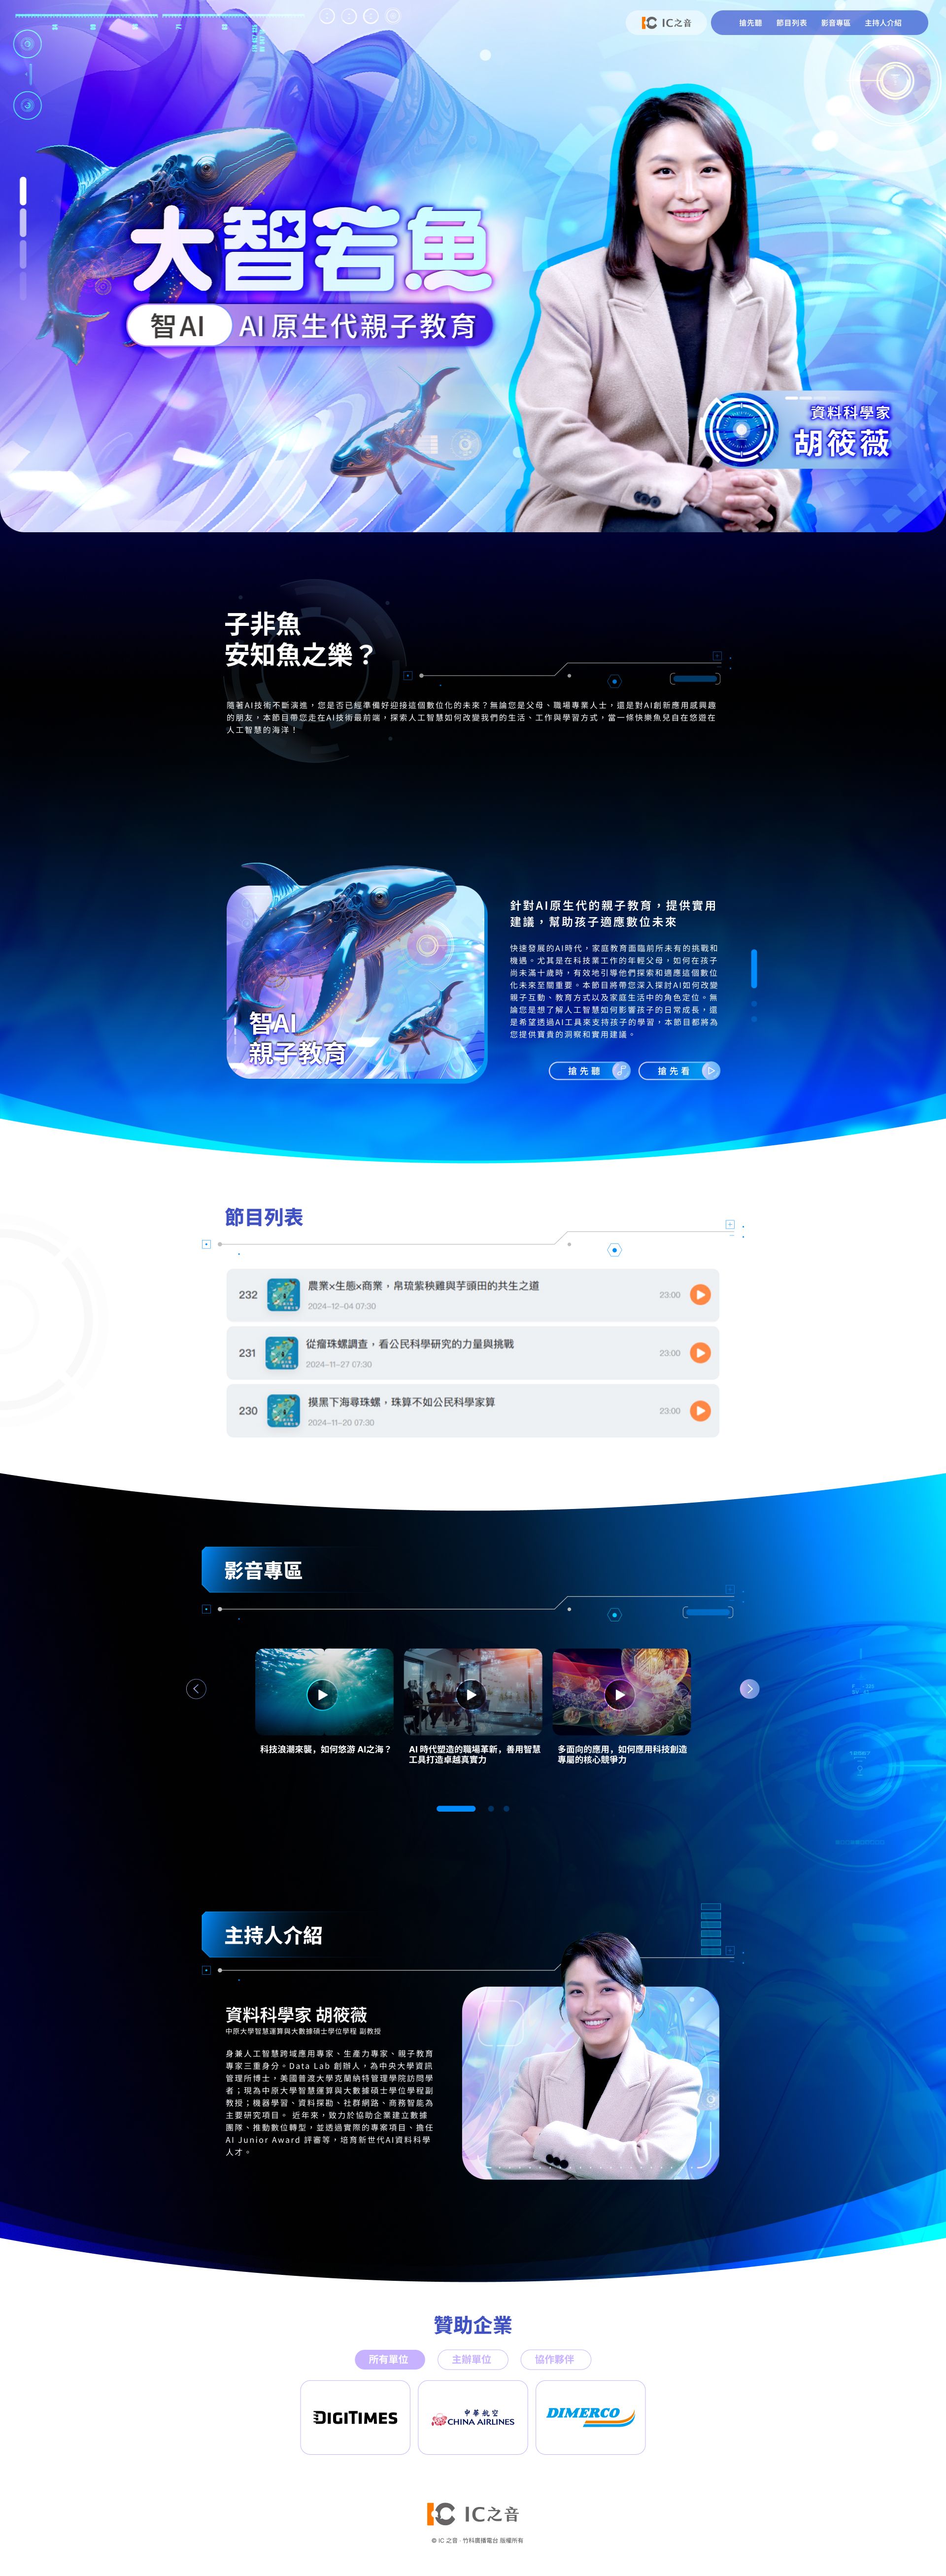 IC之音
搶先聽 節目列表 影音專區 主持人介紹
大智若魚
智AI AI 原生代親子教育
資料科學家
胡筱薇
子非魚
安知魚之樂？
隨著AI技術不斷演進，您是否已經準備好迎接這個數位化的未來？無論您是父母、職場專業人士，還是對AI創新應用感興趣
的朋友，本節目帶您走在AI技術最前端，探索人工智慧如何改變我們的生活、工作與學習方式，當一條快樂魚兒自在悠遊在
人工智慧的海洋！
智AI
親子教育
針對AI原生代的親子教育，提供實用
建議，幫助孩子適應數位未來
快速發展的AI時代，家庭教育面臨前所未有的挑戰和
機遇。尤其是在科技業工作的年輕父母，如何在孩子
尚未滿十歲時，有效地引導他們探索和適應這個數位
化未來至關重要。本節目將帶您深入探討AI如何改變
親子互動、教育方式以及家庭生活中的角色定位。無
論您是想了解人工智慧如何影響孩子的日常成長，還
是希望透過AI工具來支持孩子的學習，本節目都將為
您提供寶貴的洞察和實用建議。
搶先聽 搶先看
節目列表
232 農業×生態×商業，帛琉紫秧雞與芋頭田的共生之道 23:00
2024-12-04 07:30
231 從瘤珠螺調查，看公民科學研究的力量與挑戰 23:00
2024-11-27 07:30
230 摸黑下海尋珠螺，珠算不如公民科學家算 23:00
2024-11-20 07:30
影音專區
科技浪潮來襲，如何悠游 AI之海？
AI 時代塑造的職場革新，善用智慧
工具打造卓越真實力
多面向的應用，如何應用科技創造
專屬的核心競爭力
主持人介紹
資料科學家 胡筱薇
中原大學智慧運算與大數據碩士學位學程 副教授
身兼人工智慧跨域應用專家、生產力專家、親子教育
專家三重身分。Data Lab 創辦人，為中央大學資訊
管理所博士，美國普渡大學克蘭納特管理學院訪問學
者；現為中原大學智慧運算與大數據碩士學位學程副
教授；機器學習、資料探勘、社群網路、商務智能為
主要研究項目。 近年來，致力於協助企業建立數據
團隊、推動數位轉型，並透過實際的專案項目、擔任
AI Junior Award 評審等，培育新世代AI資料科學
人才。
贊助企業
所有單位 主辦單位 協作夥伴
DIGITIMES
中華航空
CHINA AIRLINES
DIMERCO
IC之音
© IC 之音 · 竹科廣播電台 版權所有